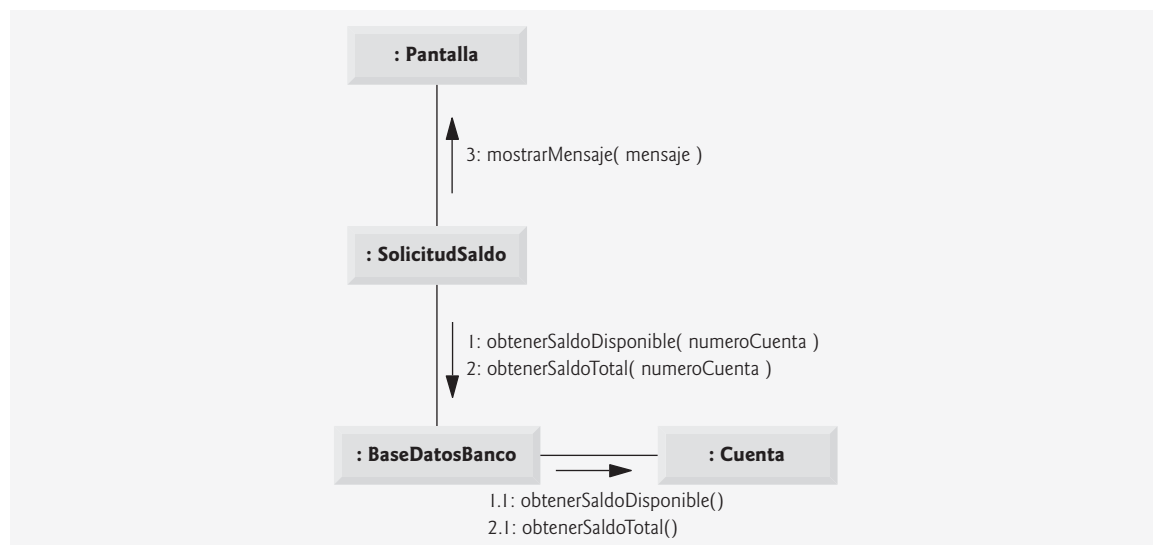 : Pantalla
3: mostrarMensaje( mensaje )
: SolicitudSaldo
1: obtenerSaldoDisponible( numeroCuenta )
2: obtenerSaldoTotal( numeroCuenta )
: BaseDatosBanco
: Cuenta
1.1: obtenerSaldoDisponible()
2.1: obtenerSaldoTotal()